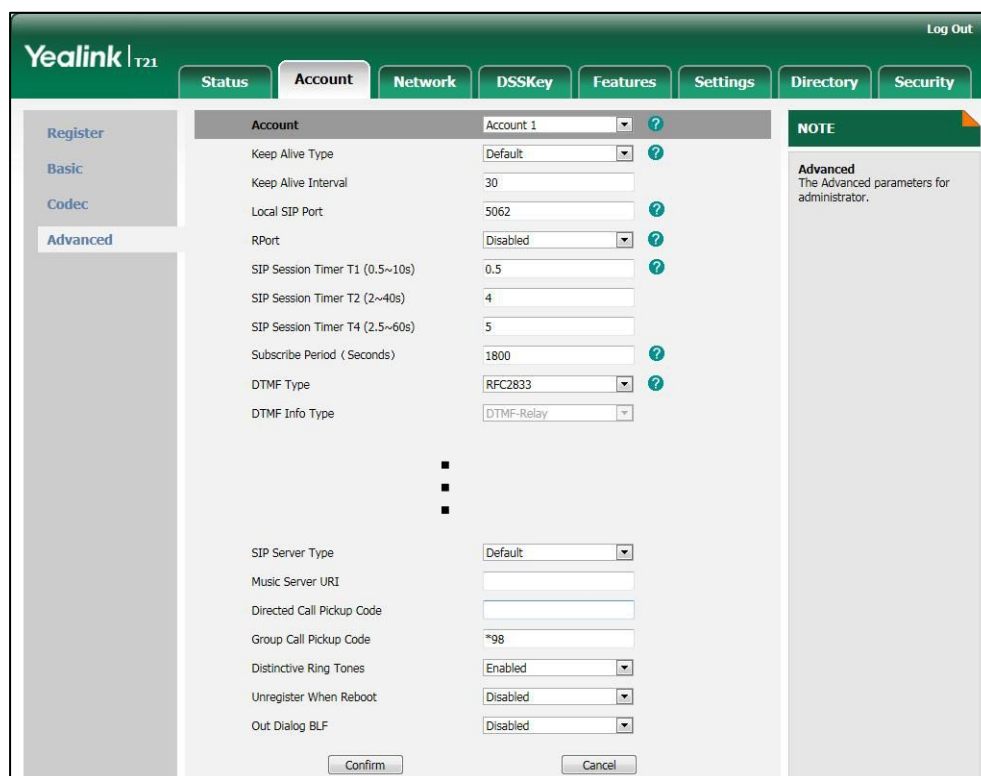 Log Out
Yealink | T21
Status Account Network DSSKey Features Settings Directory Security
Register
Basic
Codec
Advanced
Account Account 1 ?
Keep Alive Type Default ?
Keep Alive Interval 30
Local SIP Port 5062 ?
RPort Disabled ?
SIP Session Timer T1 (0.5~10s) 0.5 ?
SIP Session Timer T2 (2~40s) 4
SIP Session Timer T4 (2.5~60s) 5
Subscribe Period (Seconds) 1800 ?
DTMF Type RFC2833 ?
DTMF Info Type DTMF-Relay
SIP Server Type Default
Music Server URI
Directed Call Pickup Code
Group Call Pickup Code *98
Distinctive Ring Tones Enabled
Unregister When Reboot Disabled
Out Dialog BLF Disabled
Confirm Cancel
NOTE
Advanced
The Advanced parameters for
administrator.